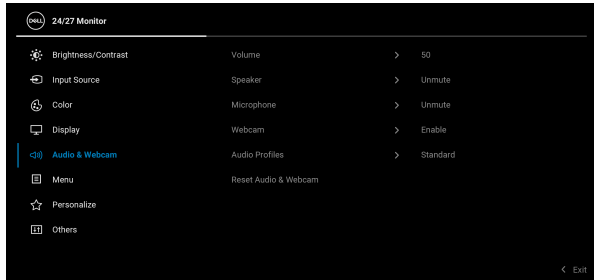 DELL 24/27 Monitor
Brightness/Contrast Volume 50
Input Source Speaker Unmute
Color Microphone Unmute
Display Webcam Enable
Audio & Webcam Audio Profiles Standard
Menu Reset Audio & Webcam
Personalize
Others
Exit